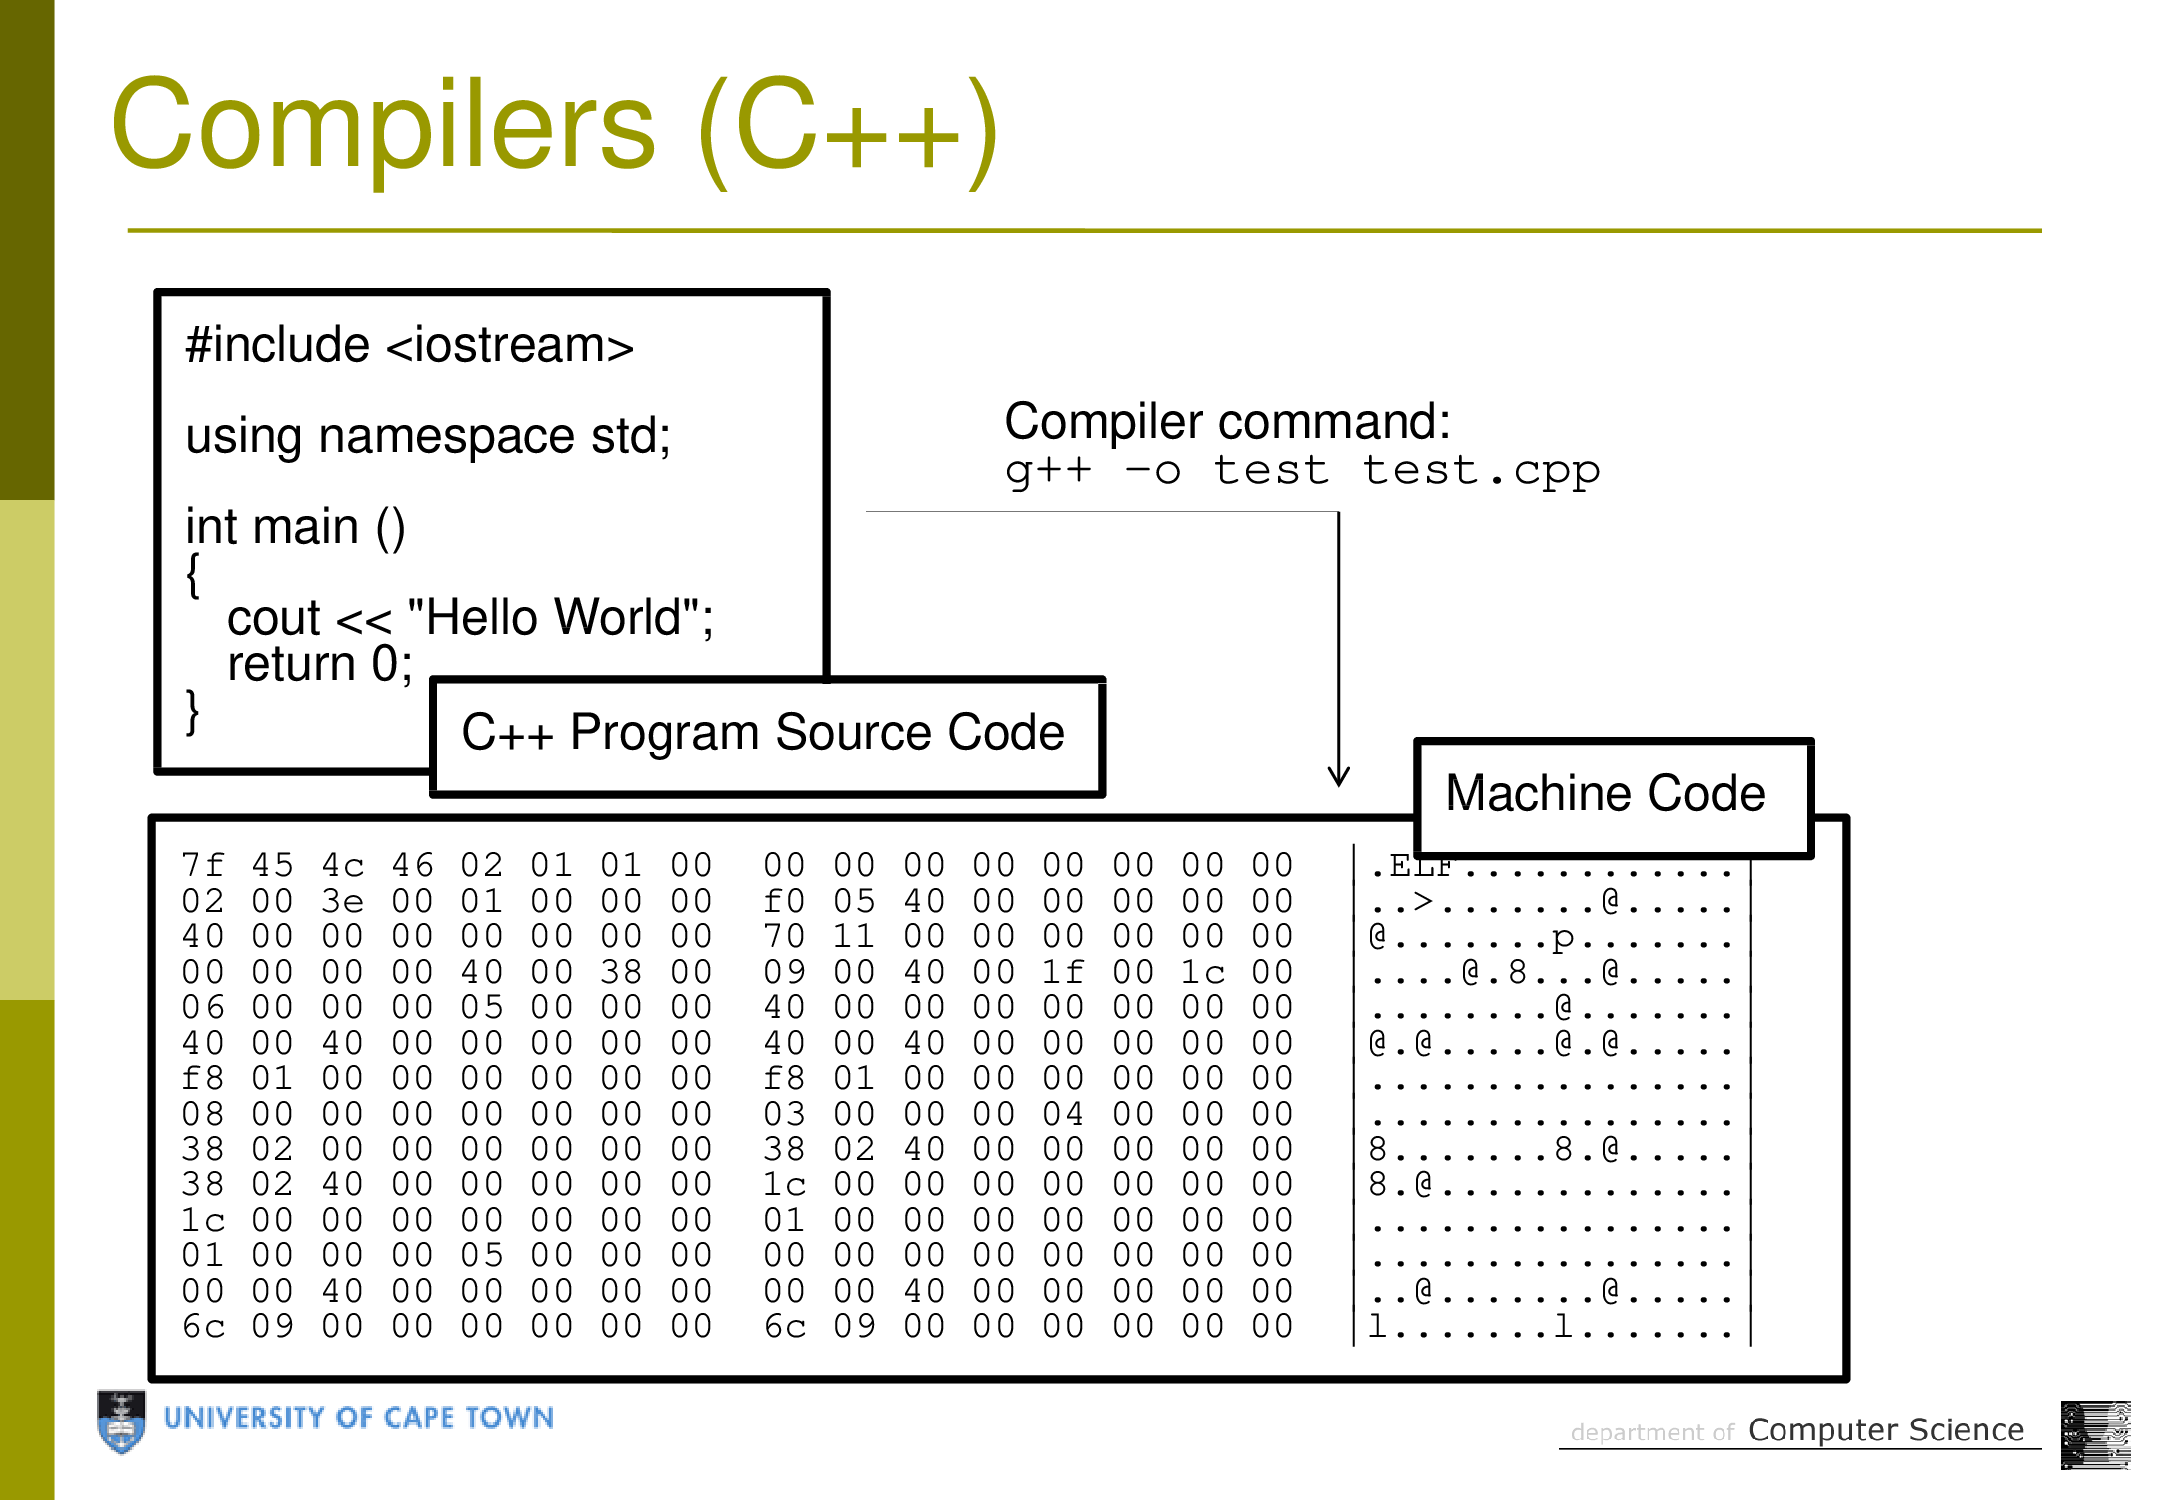 Compilers (C++)
#include <iostream>
using namespace std;
int main ()
{
cout << "Hello World";
return 0;
}
C++ Program Source Code
Compiler command:
g++ -o test test.cpp
Machine Code
7f 45 4c 46 02 01 01 00 00 00 00 00 00 00 00 00 |.ELF............|
02 00 3e 00 01 00 00 00 f0 05 40 00 00 00 00 00 |..>.......@.....|
40 00 00 00 00 00 00 00 70 11 00 00 00 00 00 00 |@.......p.......|
00 00 00 00 40 00 38 00 09 00 40 00 1f 00 1c 00 |....@.8...@.....|
06 00 00 00 05 00 00 00 40 00 00 00 00 00 00 00 |........@.......|
40 00 40 00 00 00 00 00 40 00 40 00 00 00 00 00 |@.@.....@.@.....|
f8 01 00 00 00 00 00 00 f8 01 00 00 00 00 00 00 |................|
08 00 00 00 00 00 00 00 03 00 00 00 04 00 00 00 |................|
38 02 00 00 00 00 00 00 38 02 40 00 00 00 00 00 |8.......8.@.....|
38 02 40 00 00 00 00 00 1c 00 00 00 00 00 00 00 |8.@.............|
1c 00 00 00 00 00 00 00 01 00 00 00 00 00 00 00 |................|
01 00 00 00 05 00 00 00 00 00 00 00 00 00 00 00 |................|
00 00 40 00 00 00 00 00 00 00 40 00 00 00 00 00 |..@.......@.....|
6c 09 00 00 00 00 00 00 6c 09 00 00 00 00 00 00 |l.......l.......|
UNIVERSITY OF CAPE TOWN
department of Computer Science